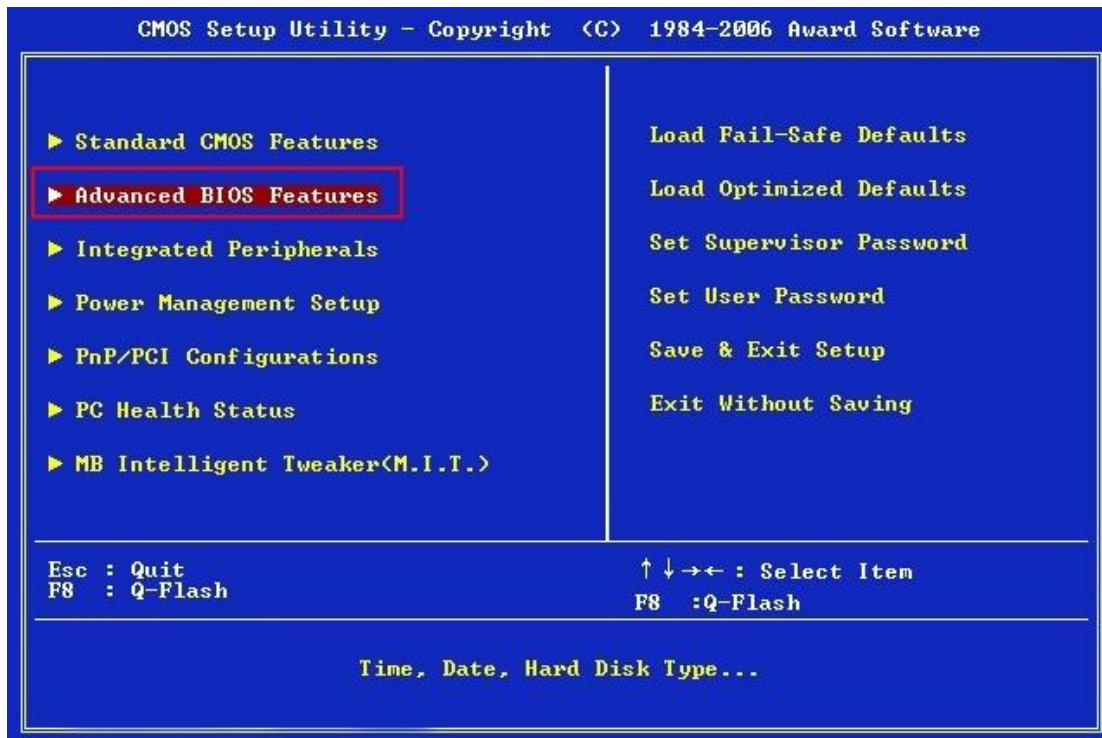 CMOS Setup Utility - Copyright (C) 1984-2006 Award Software
▶ Standard CMOS Features
▶ Advanced BIOS Features
▶ Integrated Peripherals
▶ Power Management Setup
▶ PnP/PCI Configurations
▶ PC Health Status
▶ MB Intelligent Tweaker(M.I.T.)
Load Fail-Safe Defaults
Load Optimized Defaults
Set Supervisor Password
Set User Password
Save & Exit Setup
Exit Without Saving
Esc : Quit
F8 : Q-Flash
↑↓→← : Select Item
F8 :Q-Flash
Time, Date, Hard Disk Type...